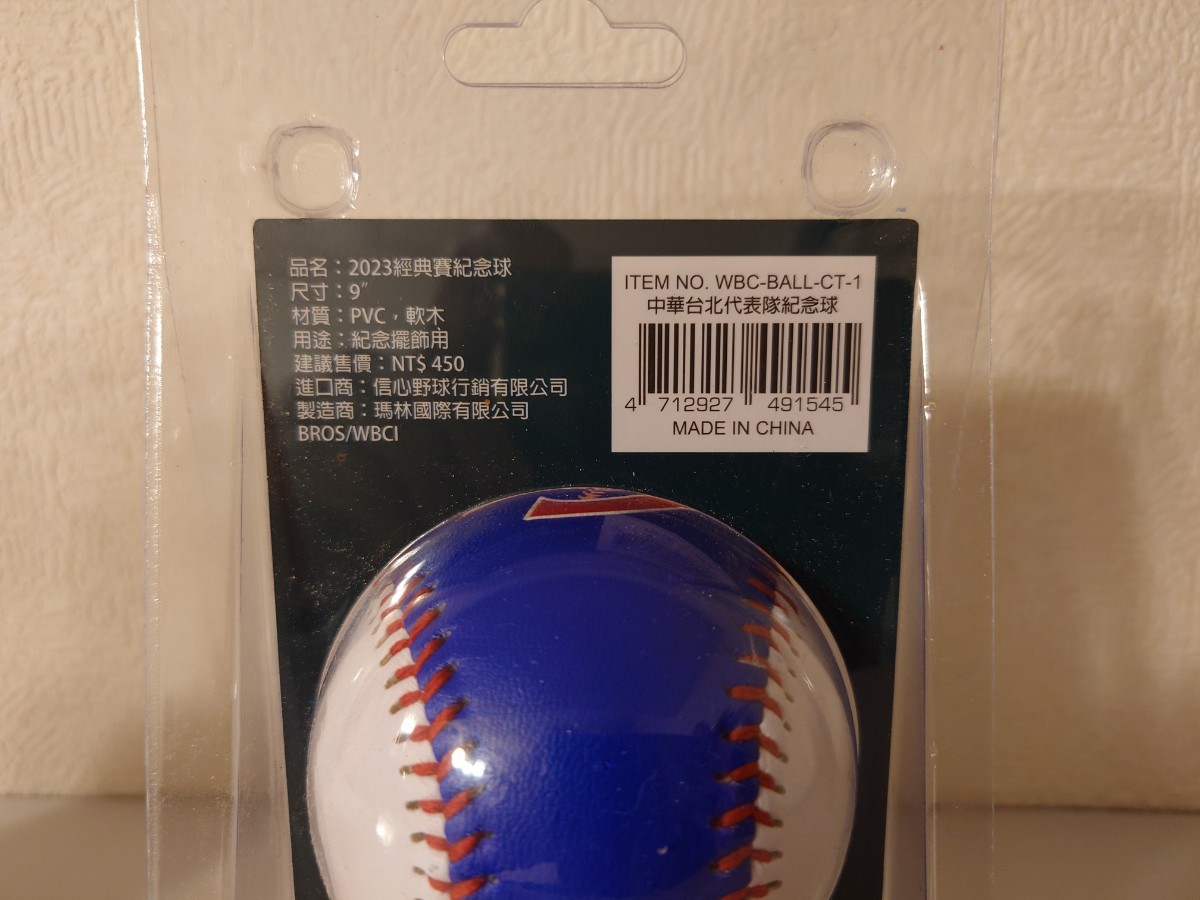 品名：2023經典賽紀念球
尺寸：9"
材質：PVC，軟木
用途：紀念擺飾用
建議售價：NT$ 450
進口商：信心野球行銷有限公司
製造商：瑪林國際有限公司
BROS/WBCI
ITEM NO. WBC-BALL-CT-1
中華台北代表隊紀念球
4 712927 491545
MADE IN CHINA